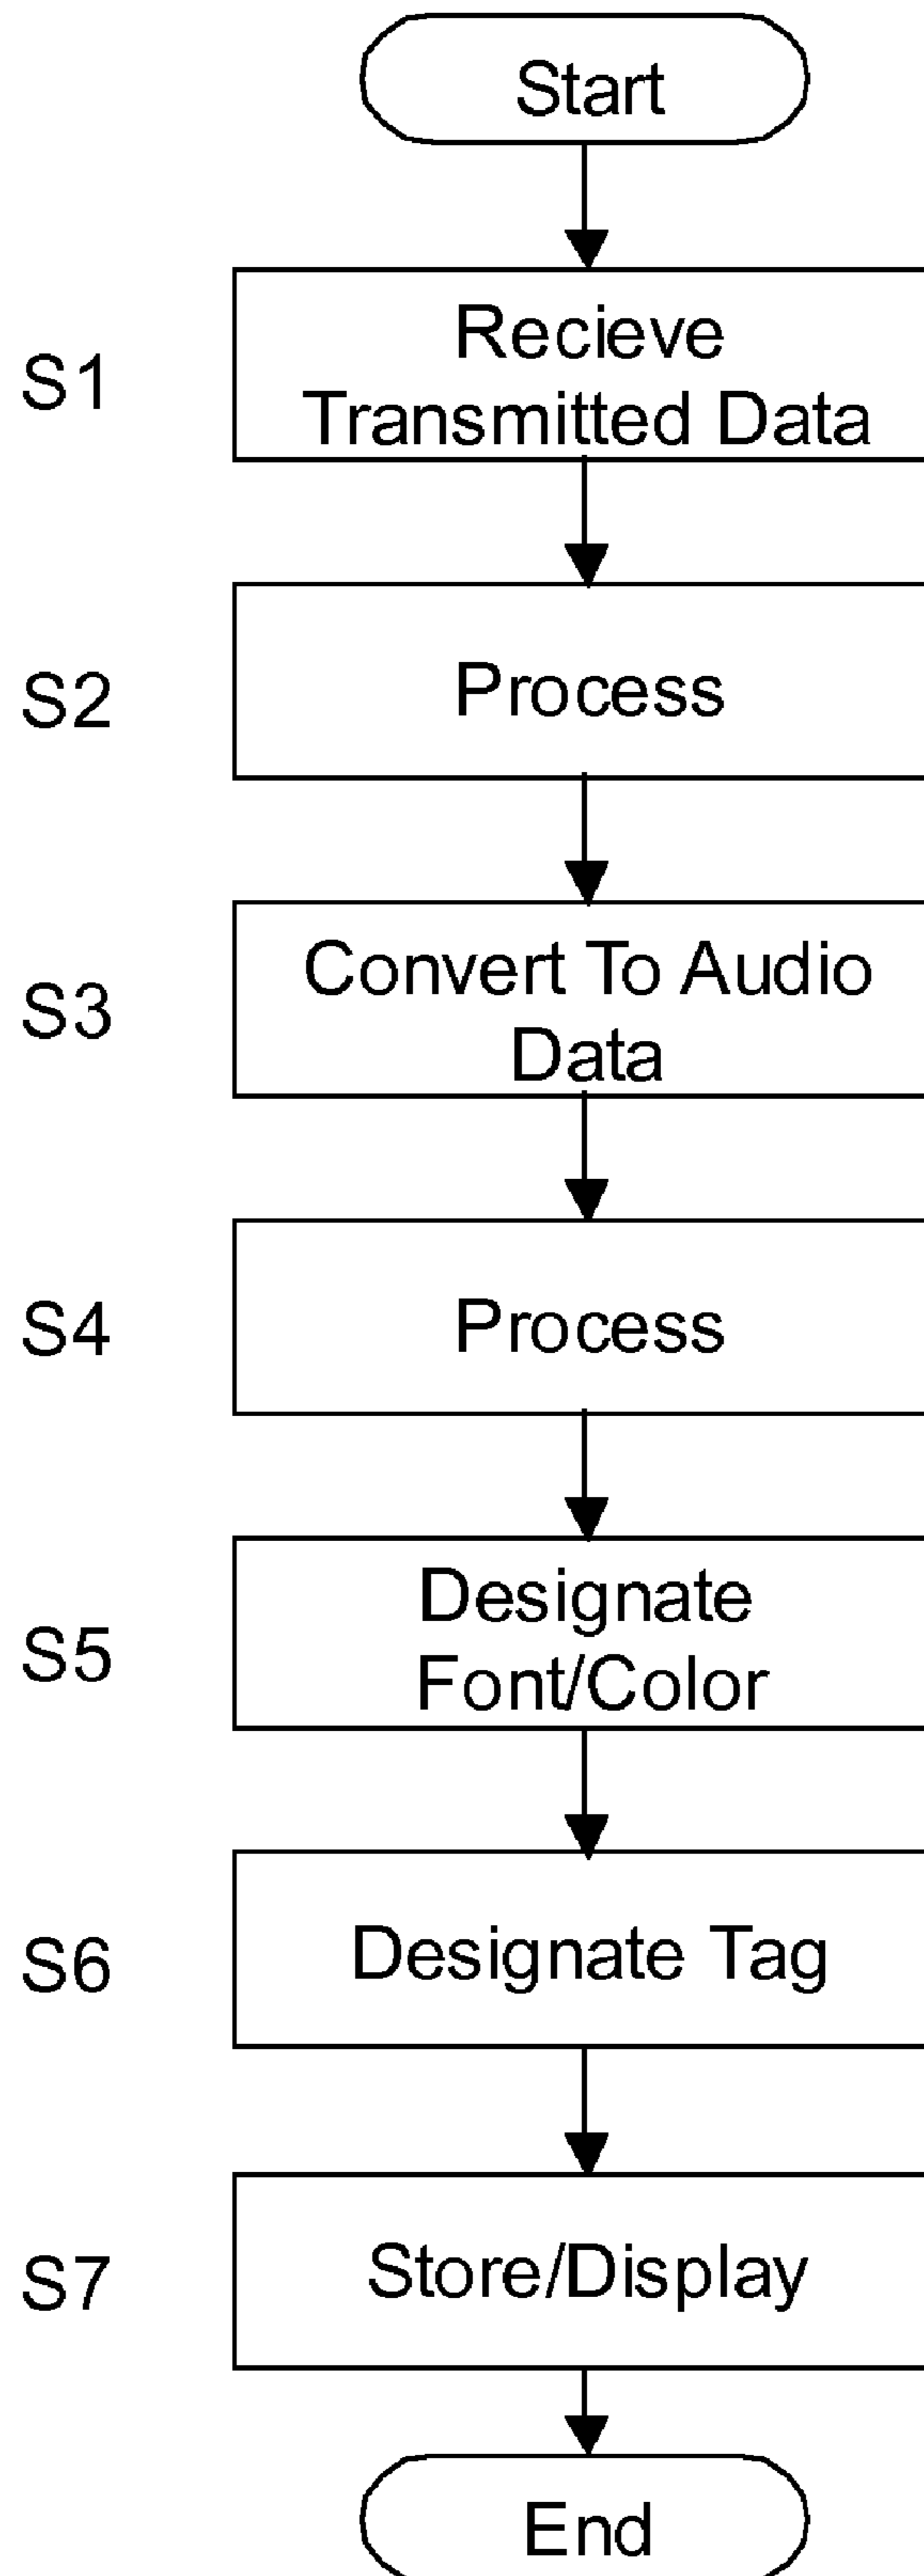 Start
S1
Recieve
Transmitted Data
S2
Process
S3
Convert To Audio
Data
S4
Process
S5
Designate
Font/Color
S6
Designate Tag
S7
Store/Display
End